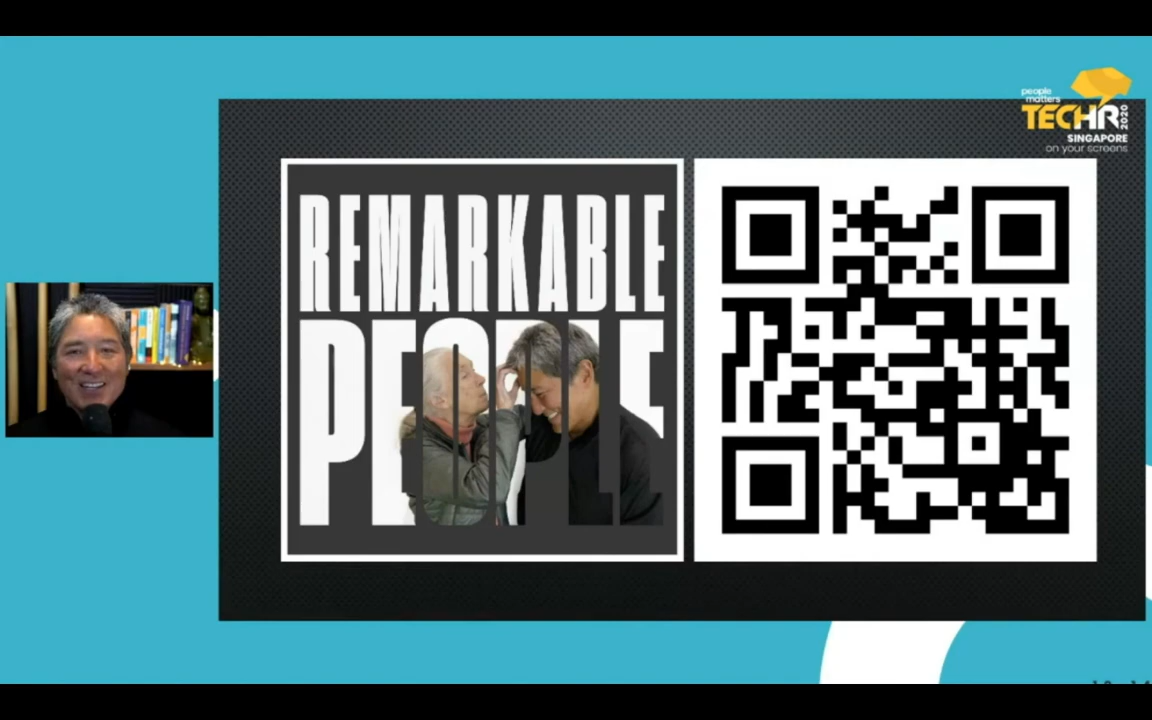 people
matters
TECHR 2020
SINGAPORE
on your screens
REMARKABLE
PEOPLE